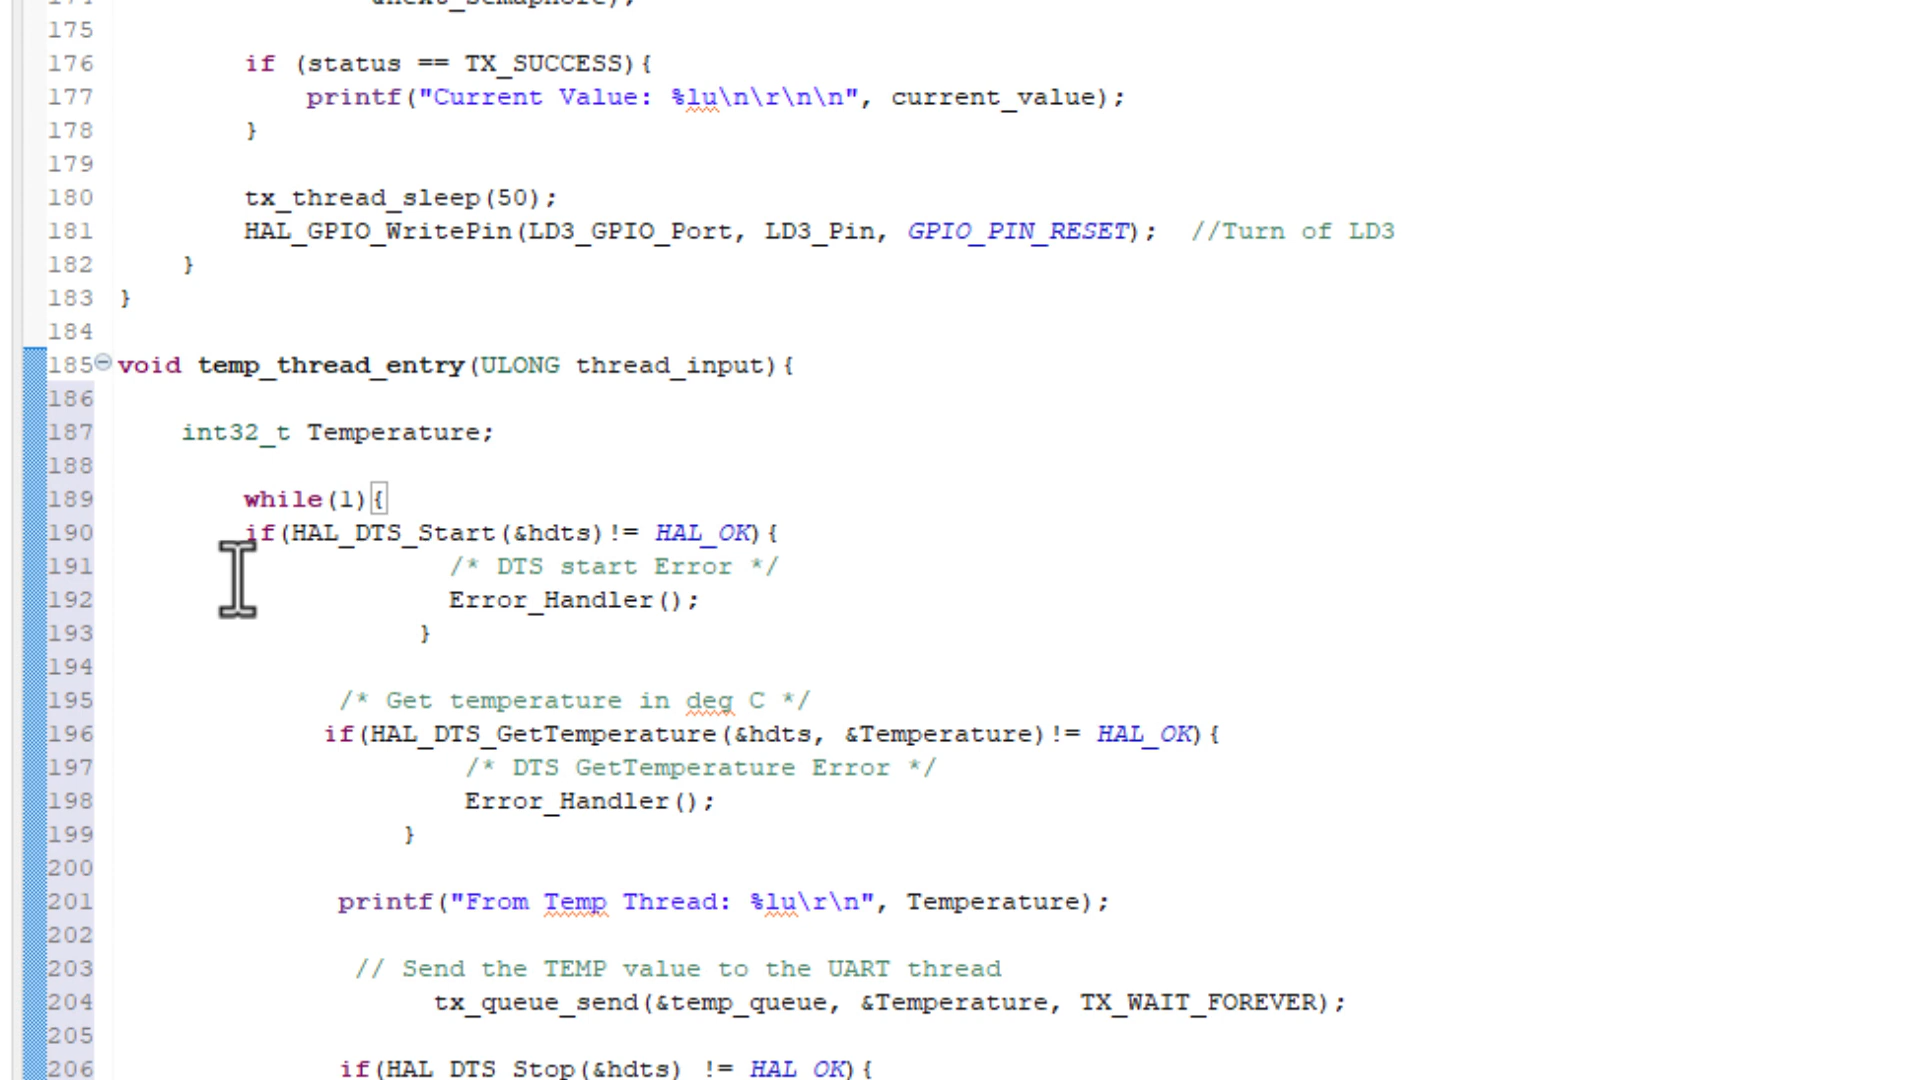 175
176 if (status == TX_SUCCESS){
177 printf("Current Value: %lu\n\r\n\n", current_value);
178 }
179
180 tx_thread_sleep(50);
181 HAL_GPIO_WritePin(LD3_GPIO_Port, LD3_Pin, GPIO_PIN_RESET); //Turn of LD3
182 }
183 }
184
185 void temp_thread_entry(ULONG thread_input){
186
187 int32_t Temperature;
188
189 while(1){
190 if(HAL_DTS_Start(&hdts)!= HAL_OK){
191 /* DTS start Error */
192 Error_Handler();
193 }
194
195 /* Get temperature in deg C */
196 if(HAL_DTS_GetTemperature(&hdts, &Temperature)!= HAL_OK){
197 /* DTS GetTemperature Error */
198 Error_Handler();
199 }
200
201 printf("From Temp Thread: %lu\r\n", Temperature);
202
203 // Send the TEMP value to the UART thread
204 tx_queue_send(&temp_queue, &Temperature, TX_WAIT_FOREVER);
205
206 if(HAL_DTS_Stop(&hdts) != HAL_OK){